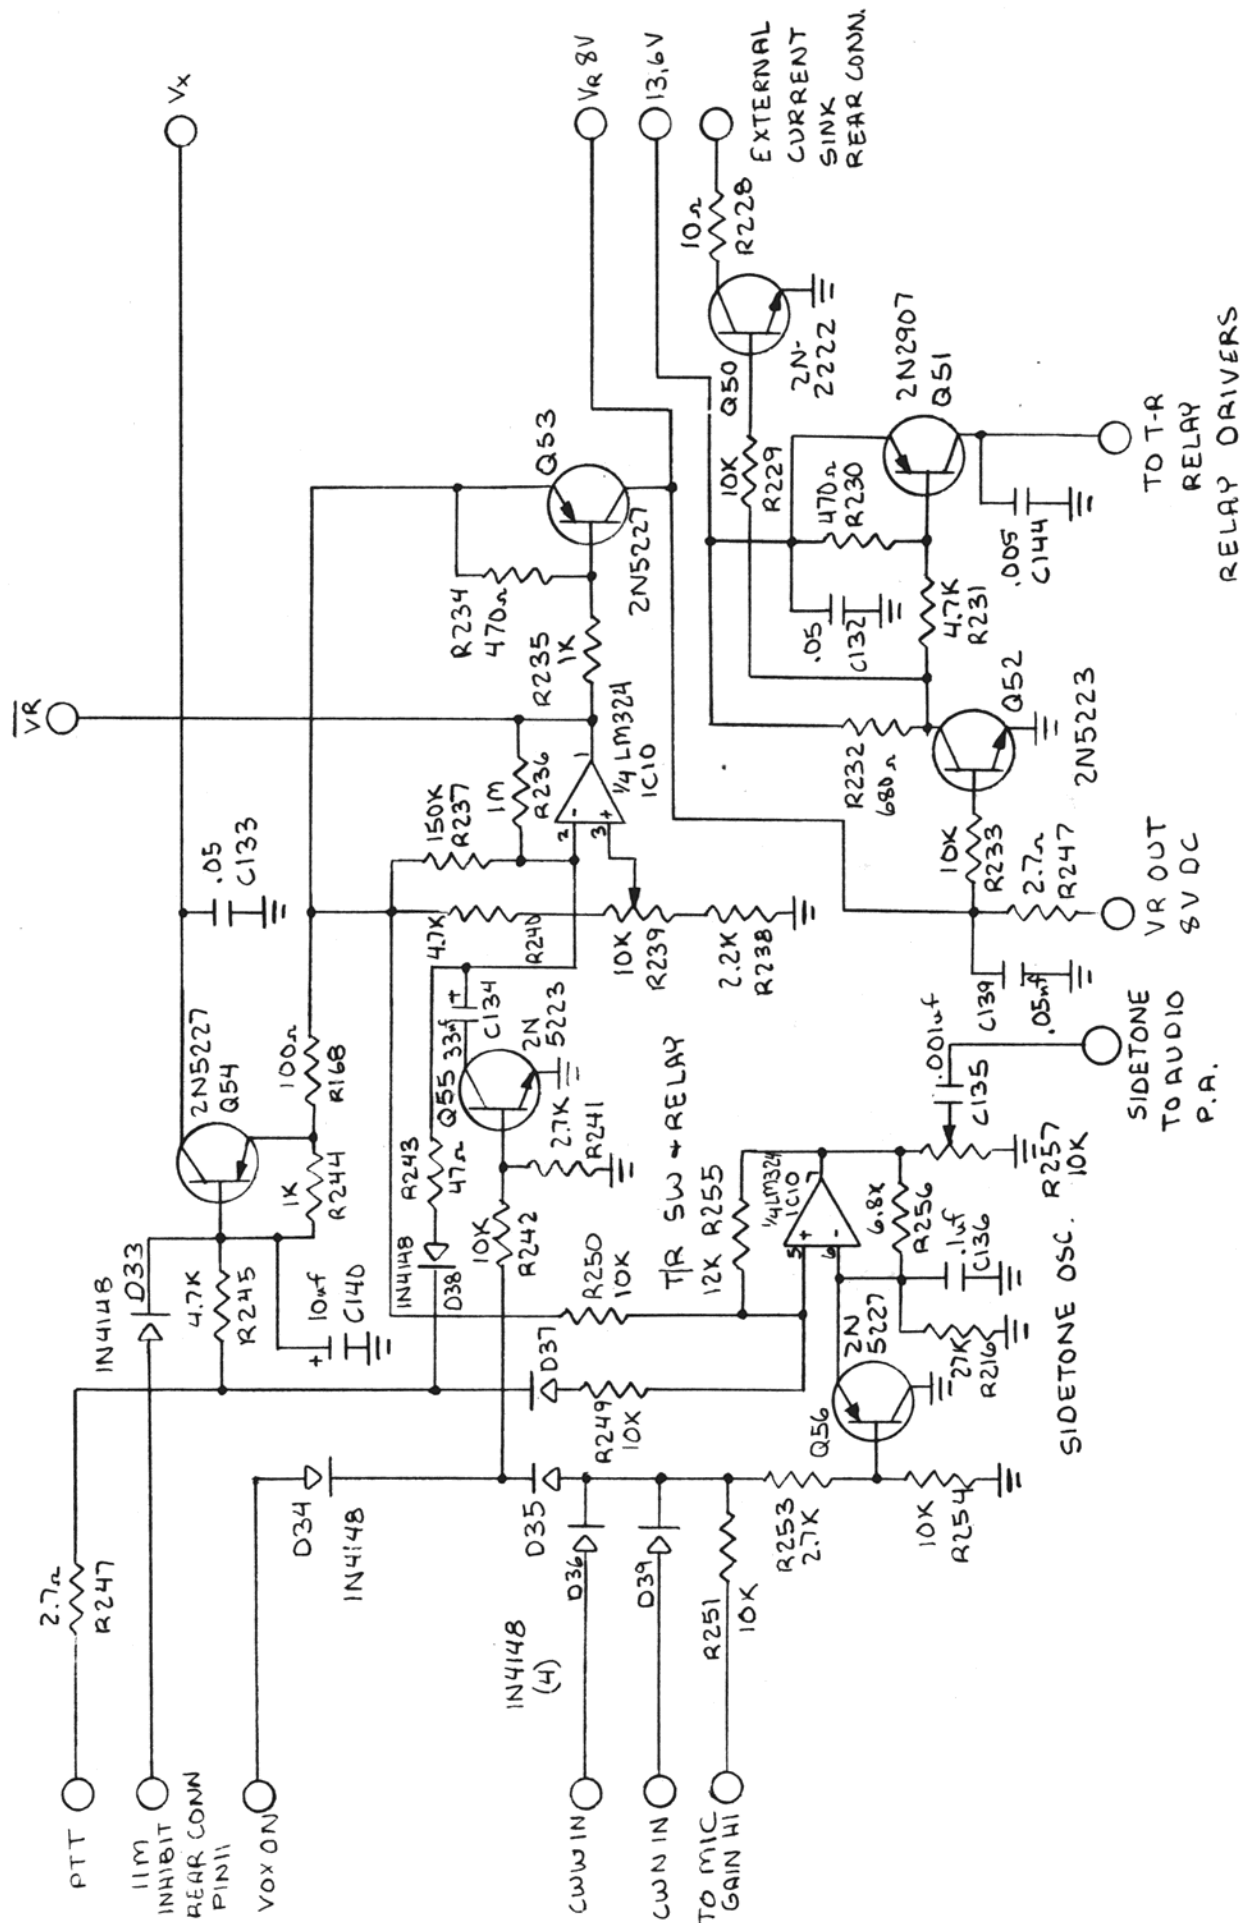 PTT
11M
INHIBIT
REAR CONN
PIN11
VOX ON
CWW IN
CWN IN
TO MIC
GAIN HI
2.7Ω
R247
1N4148
D33
4.7K
R245
10uf
+
C140
D34
1N4148
D35
1N4148
(4)
D36
D39
R251
10K
R253
2.7K
10K
R254
2N5227
Q54
1K
R244
100Ω
R168
.05
C133
Vx
VR
R243
47Ω
1N4148
D38
D37
R249
10K
R250
10K
10K
R242
Q55
33uf
+
C134
2N
5223
2.7K
R241
4.7K
R240
150K
R237
1M
R236
10K
R239
2.2K
R238
2
-
3
+
1
1/4 LM324
IC10
R235
1K
R234
470Ω
Q53
2N5227
VR 8V
13.6V
EXTERNAL
CURRENT
SINK
REAR CONN.
10Ω
R228
Q50
2N-
2222
10K
R229
470Ω
R230
2N2907
Q51
.05
C132
4.7K
R231
.005
C144
TO T-R
RELAY
RELAY DRIVERS
R232
680Ω
Q52
2N5223
10K
R233
2.7Ω
R247
VR OUT
8V DC
C139
.05uf
T/R SW + RELAY
12K R255
1/4 LM324
IC10
5
+
6
-
7
6.8K
R256
.1uf
C136
27K
R216
2N
5227
Q56
.001uf
C135
R257
10K
SIDETONE
TO AUDIO
P.A.
SIDETONE OSC.